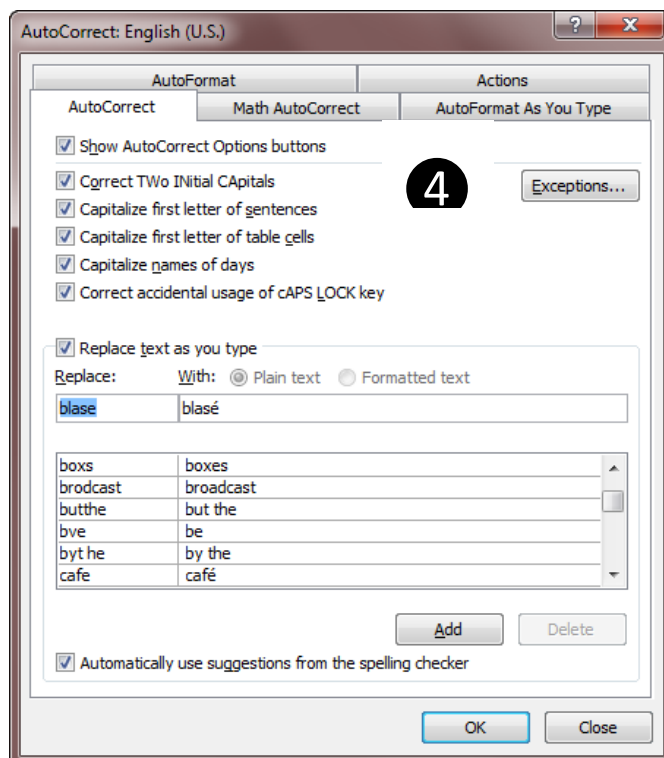 AutoCorrect: English (U.S.)
?
AutoFormat Actions
AutoCorrect Math AutoCorrect AutoFormat As You Type
Show AutoCorrect Options buttons
Correct TWo INitial CApitals
4
Exceptions...
Capitalize first letter of sentences
Capitalize first letter of table cells
Capitalize names of days
Correct accidental usage of cAPS LOCK key
Replace text as you type
Replace: With: Plain text Formatted text
blase blasé
boxs boxes
brodcast broadcast
butthe but the
bve be
byt he by the
cafe café
Add Delete
Automatically use suggestions from the spelling checker
OK Close